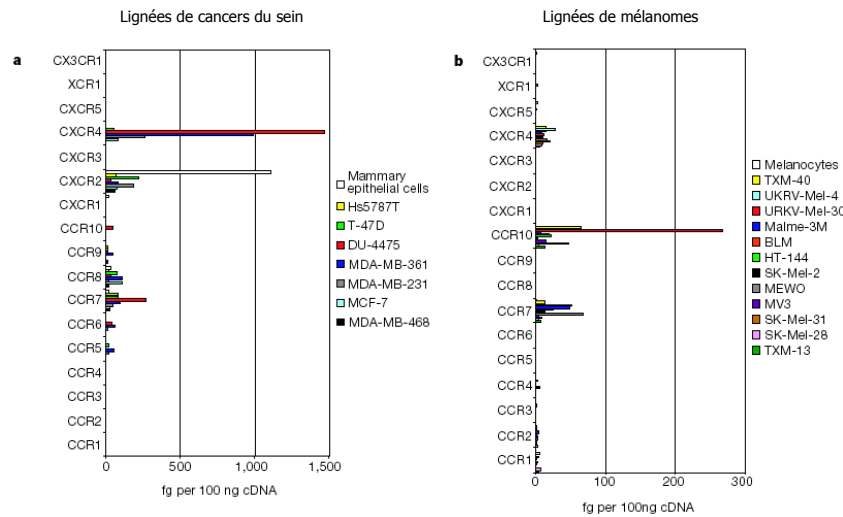 Lignées de cancers du sein
a
CX3CR1
XCR1
CXCR5
CXCR4
CXCR3
CXCR2
CXCR1
CCR10
CCR9
CCR8
CCR7
CCR6
CCR5
CCR4
CCR3
CCR2
CCR1
0
500
1,000
1,500
fg per 100 ng cDNA
Mammary
epithelial cells
Hs5787T
T-47D
DU-4475
MDA-MB-361
MDA-MB-231
MCF-7
MDA-MB-468
Lignées de mélanomes
b
CX3CR1
XCR1
CXCR5
CXCR4
CXCR3
CXCR2
CXCR1
CCR10
CCR9
CCR8
CCR7
CCR6
CCR5
CCR4
CCR3
CCR2
CCR1
0
100
200
300
fg per 100ng cDNA
Melanocytes
TXM-40
UKRV-Mel-4
URKV-Mel-30
Malme-3M
BLM
HT-144
SK-Mel-2
MEWO
MV3
SK-Mel-31
SK-Mel-28
TXM-13